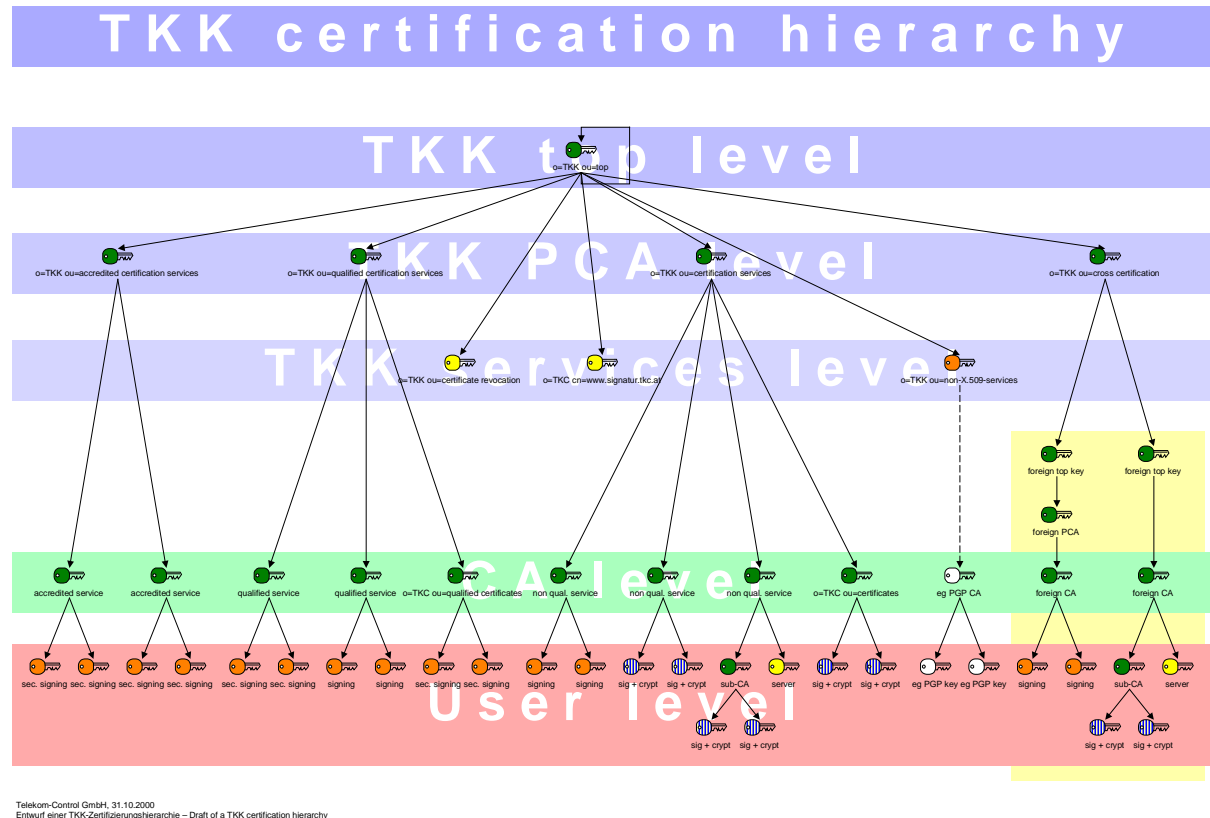 TKK certification hierarchy
TKK top level
o=TKK ou=top
TKK PCA level
o=TKK ou=accredited certification services
o=TKK ou=qualified certification services
o=TKK ou=certification services
o=TKK ou=cross certification
TKK services level
o=TKK ou=certificate revocation
o=TKC cn=www.signatur.tkc.at
o=TKK ou=non-X.509-services
foreign top key
foreign top key
foreign PCA
CA level
accredited service
accredited service
qualified service
qualified service
o=TKC ou=qualified certificates
non qual. service
non qual. service
non qual. service
o=TKC ou=certificates
eg PGP CA
foreign CA
foreign CA
sec. signing
sec. signing
sec. signing
sec. signing
sec. signing
sec. signing
signing
signing
sec. signing
sec. signing
signing
signing
sig + crypt
sig + crypt
sub-CA
server
sig + crypt
sig + crypt
eg PGP key
eg PGP key
signing
signing
sub-CA
server
User level
sig + crypt
sig + crypt
sig + crypt
sig + crypt
Telekom-Control GmbH, 31.10.2000
Entwurf einer TKK-Zertifizierungshierarchie – Draft of a TKK certification hierarchy